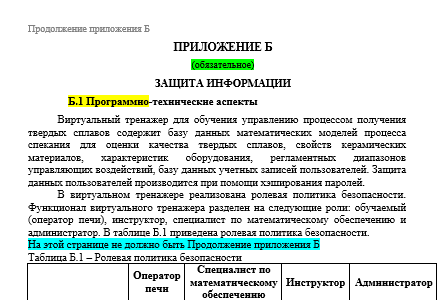 Продолжение приложения Б
ПРИЛОЖЕНИЕ Б
(обязательное)
ЗАЩИТА ИНФОРМАЦИИ
Б.1 Программно-технические аспекты
Виртуальный тренажер для обучения управлению процессом получения
твердых сплавов содержит базу данных математических моделей процесса
спекания для оценки качества твердых сплавов, свойств керамических
материалов, характеристик оборудования, регламентных диапазонов
управляющих воздействий, базу данных учетных записей пользователей. Защита
данных пользователей производится при помощи хэширования паролей.
В виртуальном тренажере реализована ролевая политика безопасности.
Функционал виртуального тренажера разделен на следующие роли: обучаемый
(оператор печи), инструктор, специалист по математическому обеспечению и
администратор. В таблице Б.1 приведена ролевая политика безопасности.
На этой странице не должно быть Продолжение приложения Б
Таблица Б.1 – Ролевая политика безопасности
Оператор печи
Специалист по математическому обеспечению
Инструктор
Администратор